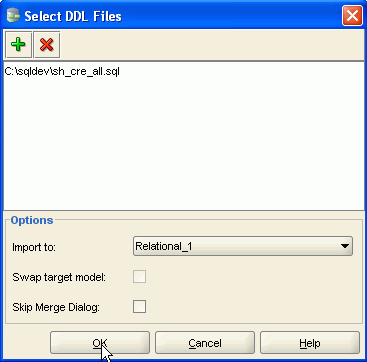 Select DDL Files
C:\sqldev\sh_cre_all.sql
Options
Import to: Relational_1
Swap target model:
Skip Merge Dialog:
OK Cancel Help